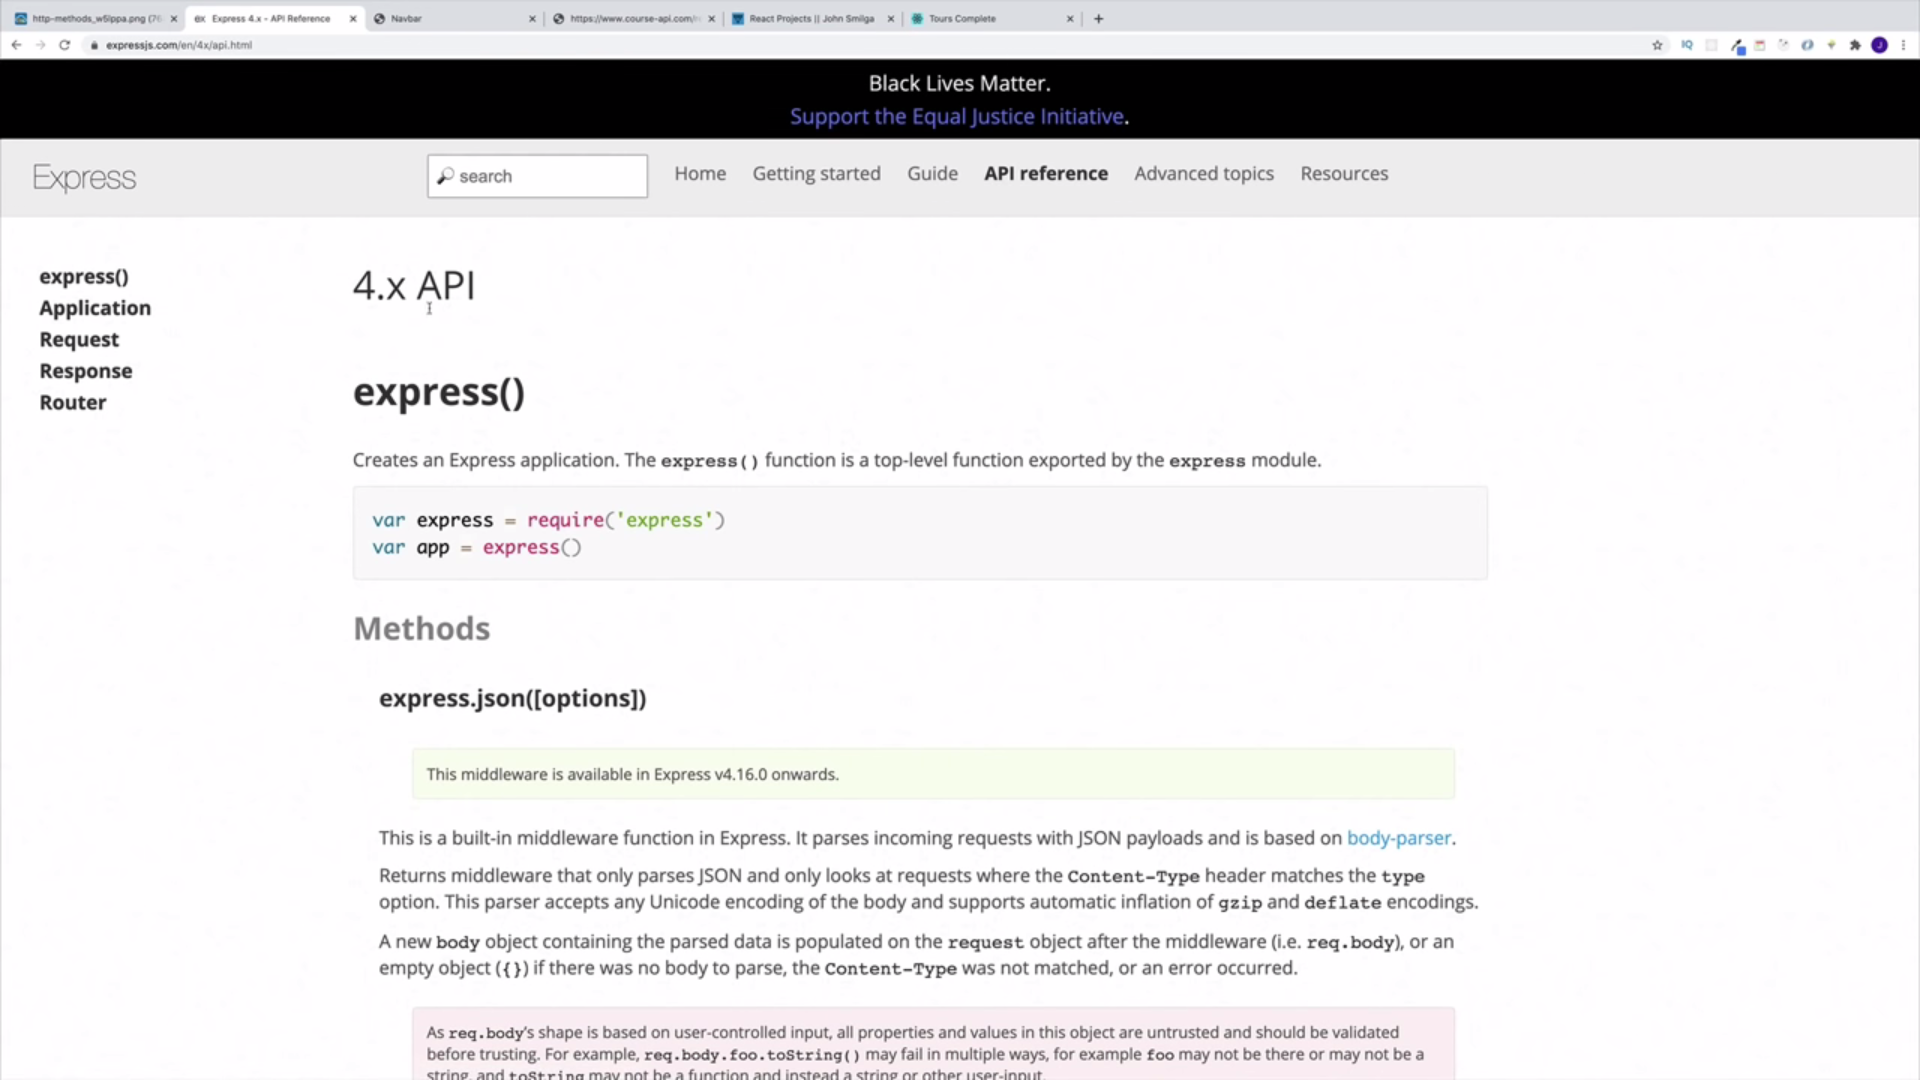 http-methods_w5lppa.png (76
Express 4.x - API Reference
Navbar
https://www.course-api.com/
React Projects || John Smilga
Tours Complete
expressjs.com/en/4x/api.html
Black Lives Matter.
Support the Equal Justice Initiative.
Express
search
Home
Getting started
Guide
API reference
Advanced topics
Resources
express()
Application
Request
Response
Router
4.x API
express()
Creates an Express application. The express() function is a top-level function exported by the express module.
var express = require('express')
var app = express()
Methods
express.json([options])
This middleware is available in Express v4.16.0 onwards.
This is a built-in middleware function in Express. It parses incoming requests with JSON payloads and is based on body-parser.
Returns middleware that only parses JSON and only looks at requests where the Content-Type header matches the type
option. This parser accepts any Unicode encoding of the body and supports automatic inflation of gzip and deflate encodings.
A new body object containing the parsed data is populated on the request object after the middleware (i.e. req.body), or an
empty object ({}) if there was no body to parse, the Content-Type was not matched, or an error occurred.
As req.body's shape is based on user-controlled input, all properties and values in this object are untrusted and should be validated
before trusting. For example, req.body.foo.toString() may fail in multiple ways, for example foo may not be there or may not be a
string, and toString may not be a function and instead a string or other user-input.